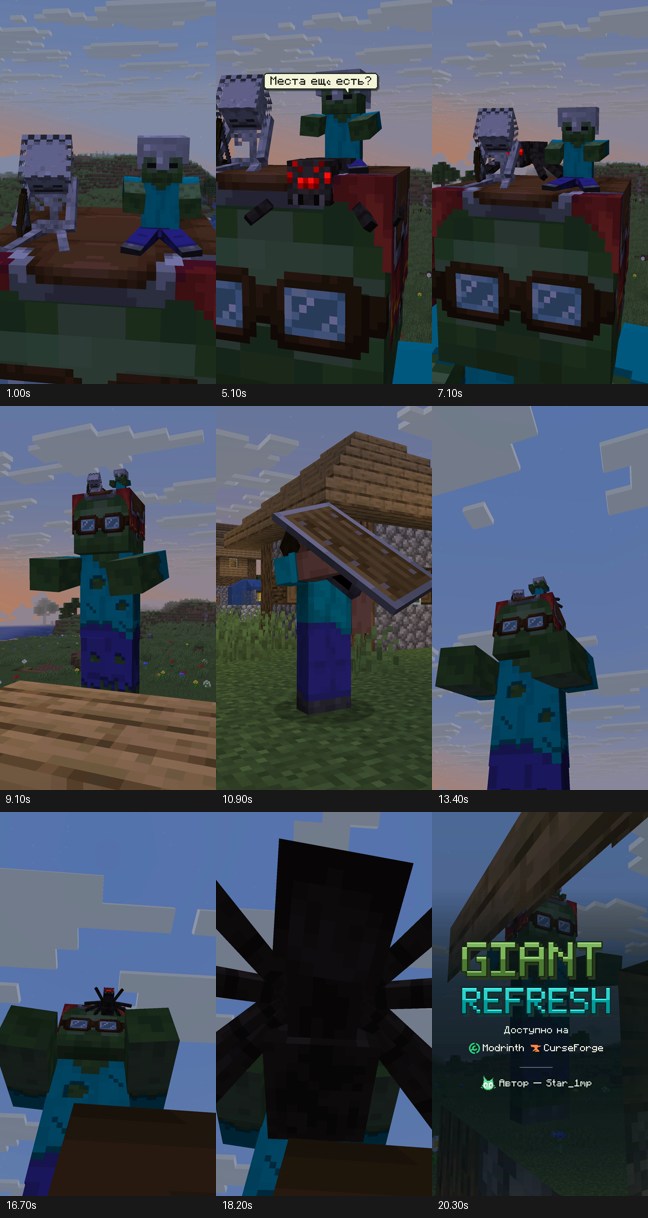 Места ещё есть?
1.00s
5.10s
7.10s
9.10s
10.90s
13.40s
16.70s
18.20s
GIANT
REFRESH
Доступно на
Modrinth CurseForge
Автор — Star_1mp
20.30s